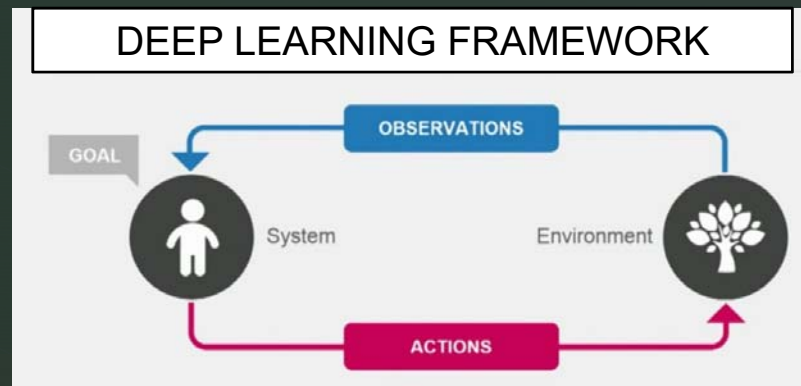 DEEP LEARNING FRAMEWORK
OBSERVATIONS
GOAL
System
Environment
ACTIONS